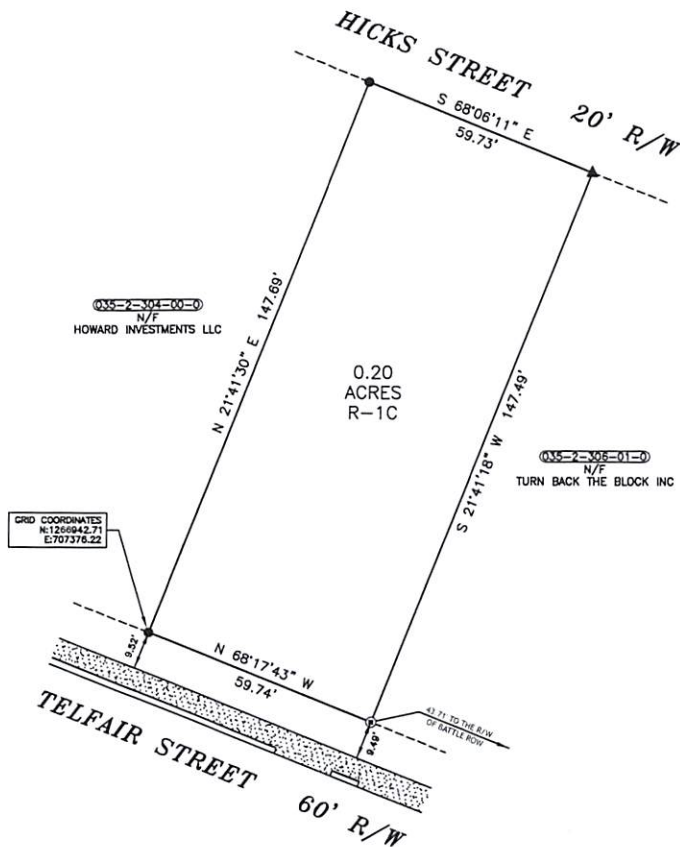 HICKS STREET 20' R/W
S 68°06'11" E
59.73'
N 21°41'30" E 147.69'
035-2-304-00-0
N/F
HOWARD INVESTMENTS LLC
0.20
ACRES
R-1C
S 21°41'18" W 147.49'
035-2-306-01-0
N/F
TURN BACK THE BLOCK INC
GRID COORDINATES
N:1266942.71
E:707376.22
9.52'
N 68°17'43" W
59.74'
43.71 TO THE R/W
OF BATTLE ROW
9.49'
TELFAIR STREET 60' R/W